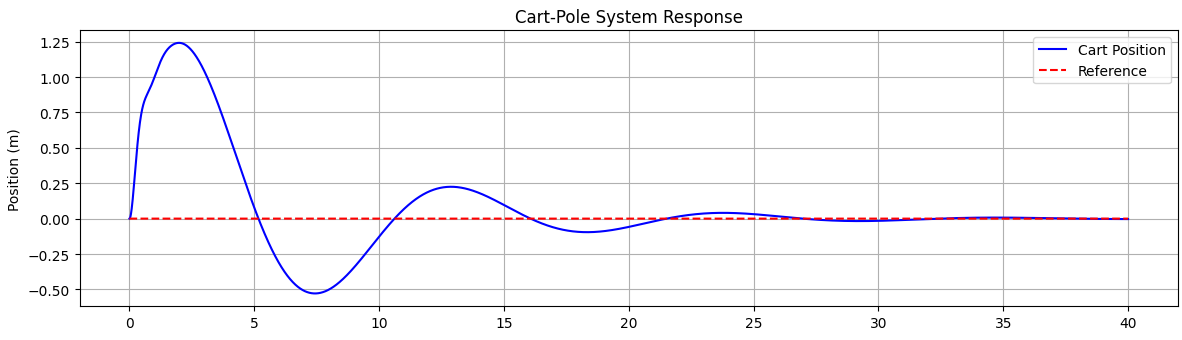 Cart-Pole System Response
Position (m)
1.25
1.00
0.75
0.50
0.25
0.00
−0.25
−0.50
Cart Position
Reference
0 5 10 15 20 25 30 35 40